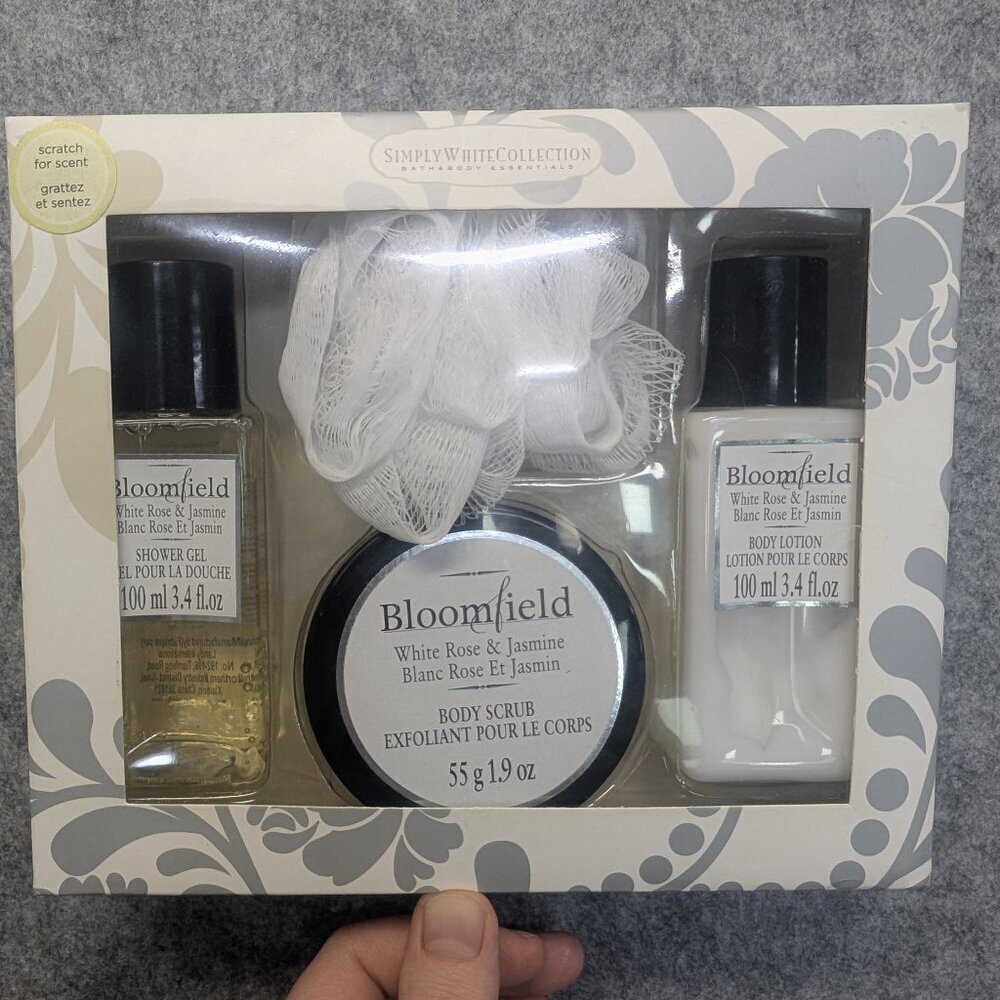 scratch
for scent
grattez
et sentez
SIMPLYWHITECOLLECTION
BATH&BODY ESSENTIALS
Bloomfield
White Rose & Jasmine
Blanc Rose Et Jasmin
SHOWER GEL
EL POUR LA DOUCHE
100 ml 3.4 fl.oz
Bloomfield
White Rose & Jasmine
Blanc Rose Et Jasmin
BODY SCRUB
EXFOLIANT POUR LE CORPS
55 g 1.9 oz
Bloomfield
White Rose & Jasmine
Blanc Rose Et Jasmin
BODY LOTION
LOTION POUR LE CORPS
100 ml 3.4 fl.oz